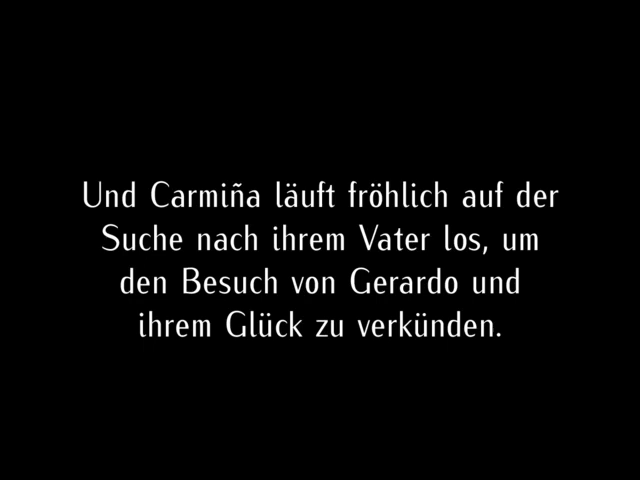 Und Carmiña läuft fröhlich auf der
Suche nach ihrem Vater los, um
den Besuch von Gerardo und
ihrem Glück zu verkünden.